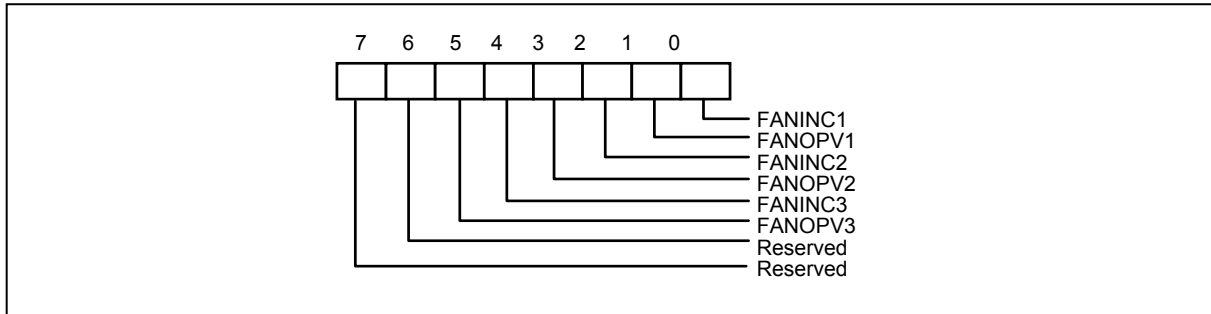 7 6 5 4 3 2 1 0
FANINC1
FANOPV1
FANINC2
FANOPV2
FANINC3
FANOPV3
Reserved
Reserved